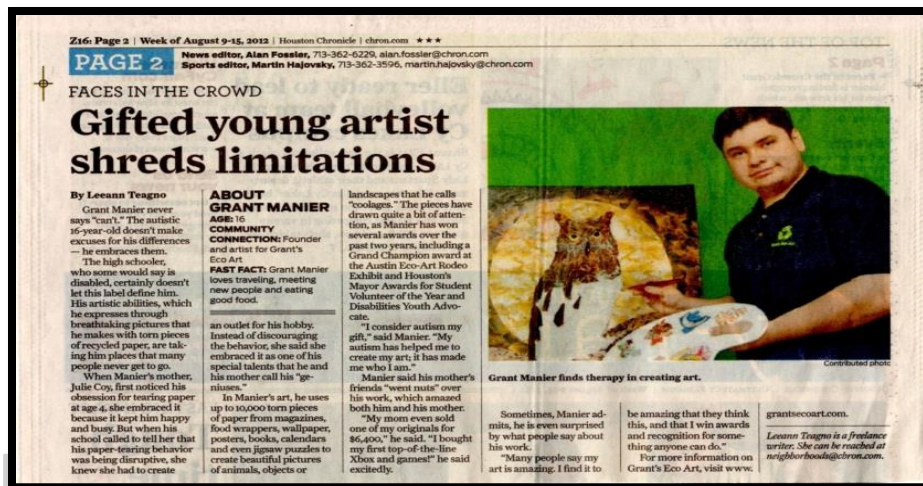 Z16: Page 2 | Week of August 9-15, 2012 | Houston Chronicle | chron.com ★★★
PAGE 2
News editor, Alan Fossler, 713-362-6229, alan.fossler@chron.com
Sports editor, Martin Hajovsky, 713-362-3596, martin.hajovsky@chron.com
FACES IN THE CROWD
Gifted young artist
shreds limitations
By Leeann Teagno
Grant Manier never
says "can't." The autistic
16-year-old doesn't make
excuses for his differences
— he embraces them.
The high schooler,
who some would say is
disabled, certainly doesn't
let this label define him.
His artistic abilities, which
he expresses through
breathtaking pictures that
he makes with torn pieces
of recycled paper, are tak-
ing him places that many
people never get to go.
When Manier's mother,
Julie Coy, first noticed his
obsession for tearing paper
at age 4, she embraced it
because it kept him happy
and busy. But when his
school called to tell her that
his paper-tearing behavior
was being disruptive, she
knew she had to create
ABOUT
GRANT MANIER
AGE: 16
COMMUNITY
CONNECTION: Founder
and artist for Grant's
Eco Art
FAST FACT: Grant Manier
loves traveling, meeting
new people and eating
good food.
an outlet for his hobby.
Instead of discouraging
the behavior, she said she
embraced it as one of his
special talents that he and
his mother call his "ge-
niuses."
In Manier's art, he uses
up to 10,000 torn pieces
of paper from magazines,
food wrappers, wallpaper,
posters, books, calendars
and even jigsaw puzzles to
create beautiful pictures
of animals, objects or
landscapes that he calls
"coolages." The pieces have
drawn quite a bit of atten-
tion, as Manier has won
several awards over the
past two years, including a
Grand Champion award at
the Austin Eco-Art Rodeo
Exhibit and Houston's
Mayor Awards for Student
Volunteer of the Year and
Disabilities Youth Advo-
cate.
"I consider autism my
gift," said Manier. "My
autism has helped me to
create my art; it has made
me who I am."
Manier said his mother's
friends "went nuts" over
his work, which amazed
both him and his mother.
"My mom even sold
one of my originals for
$6,400," he said. "I bought
my first top-of-the-line
Xbox and games!" he said
excitedly.
Contributed photo
Grant Manier finds therapy in creating art.
Sometimes, Manier ad-
mits, he is even surprised
by what people say about
his work.
"Many people say my
art is amazing. I find it to
be amazing that they think
this, and that I win awards
and recognition for some-
thing anyone can do."
For more information on
Grant's Eco Art, visit www.
grantsecoart.com.
Leeann Teagno is a freelance
writer. She can be reached at
neighborhoods@chron.com.